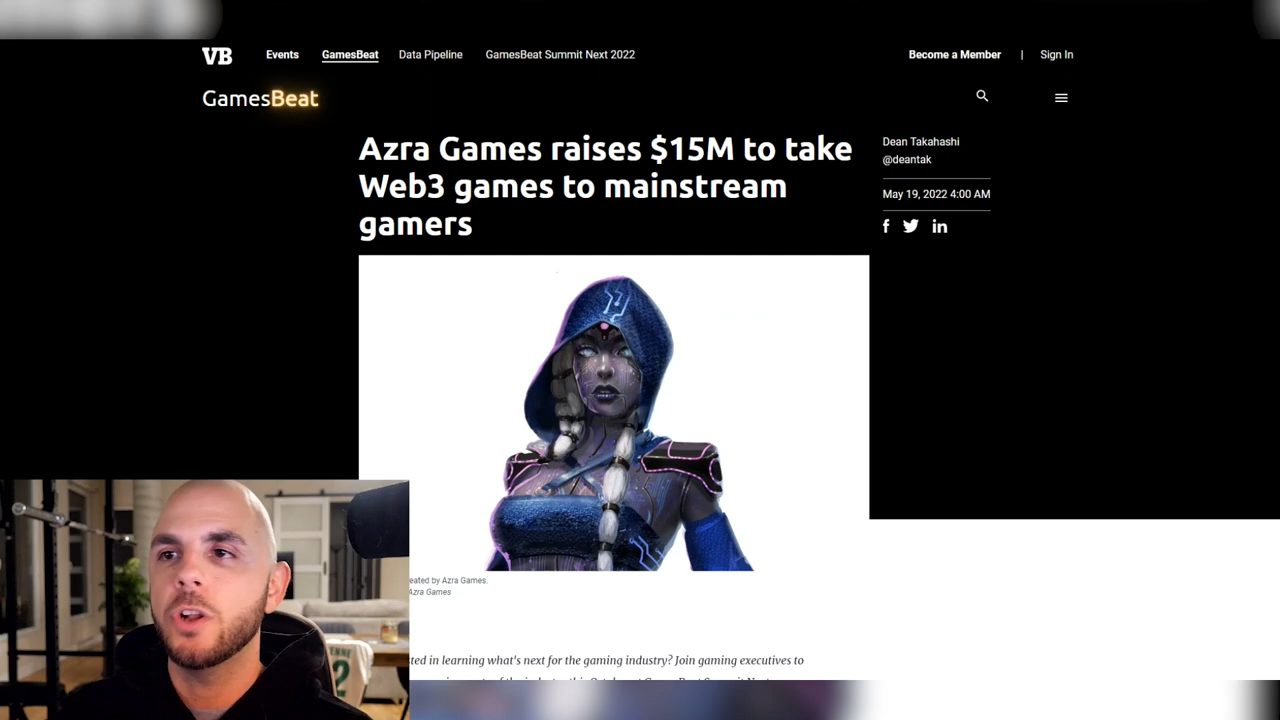 VB Events GamesBeat Data Pipeline GamesBeat Summit Next 2022 Become a Member | Sign In
GamesBeat
Azra Games raises $15M to take
Web3 games to mainstream
gamers
Dean Takahashi
@deantak
May 19, 2022 4:00 AM
f in
eated by Azra Games.
Azra Games
ted in learning what's next for the gaming industry? Join gaming executives to